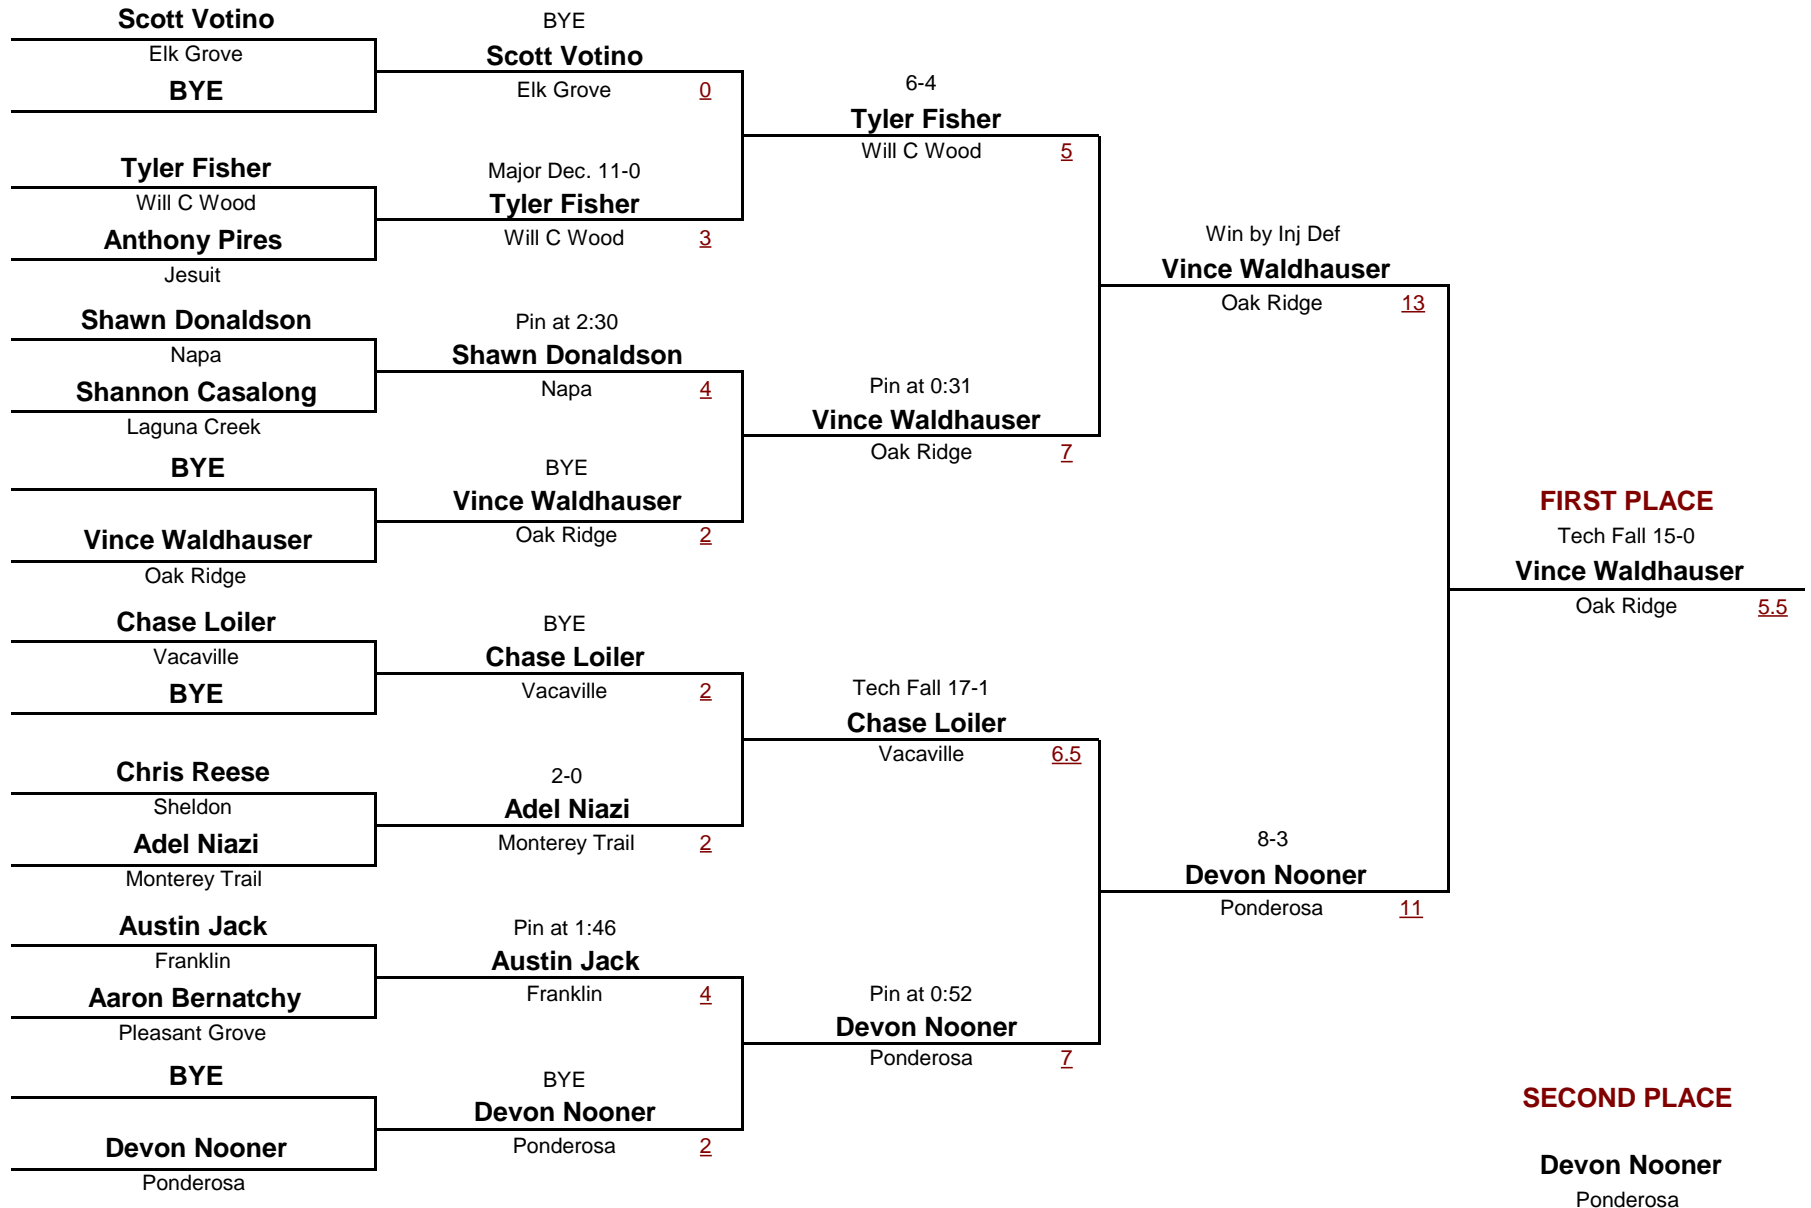 Scott Votino
Elk Grove
BYE
Tyler Fisher
Will C Wood
Anthony Pires
Jesuit
Shawn Donaldson
Napa
Shannon Casalong
Laguna Creek
BYE
Vince Waldhauser
Oak Ridge
Chase Loiler
Vacaville
BYE
Chris Reese
Sheldon
Adel Niazi
Monterey Trail
Austin Jack
Franklin
Aaron Bernatchy
Pleasant Grove
BYE
Devon Nooner
Ponderosa
BYE
Scott Votino
Elk Grove 0
Major Dec. 11-0
Tyler Fisher
Will C Wood 3
Pin at 2:30
Shawn Donaldson
Napa 4
BYE
Vince Waldhauser
Oak Ridge 2
BYE
Chase Loiler
Vacaville 2
2-0
Adel Niazi
Monterey Trail 2
Pin at 1:46
Austin Jack
Franklin 4
BYE
Devon Nooner
Ponderosa 2
6-4
Tyler Fisher
Will C Wood 5
Pin at 0:31
Vince Waldhauser
Oak Ridge 7
Tech Fall 17-1
Chase Loiler
Vacaville 6.5
Pin at 0:52
Devon Nooner
Ponderosa 7
Win by Inj Def
Vince Waldhauser
Oak Ridge 13
8-3
Devon Nooner
Ponderosa 11
FIRST PLACE
Tech Fall 15-0
Vince Waldhauser
Oak Ridge 5.5
SECOND PLACE
Devon Nooner
Ponderosa